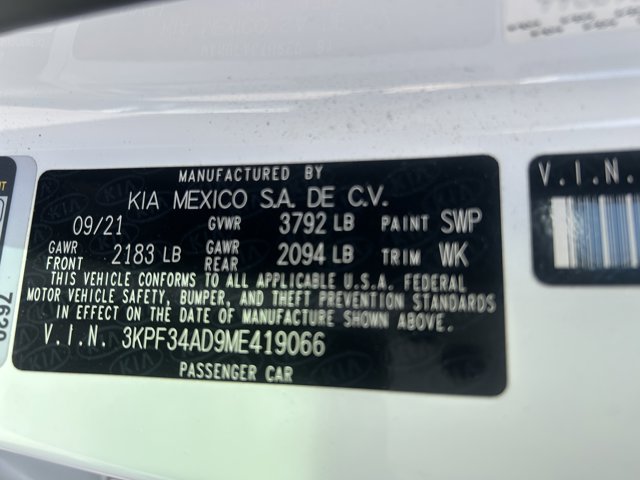 MANUFACTURED BY
KIA MEXICO S.A. DE C.V.
09/21 GVWR 3792 LB PAINT SWP
GAWR FRONT 2183 LB GAWR REAR 2094 LB TRIM WK
THIS VEHICLE CONFORMS TO ALL APPLICABLE U.S.A. FEDERAL
MOTOR VEHICLE SAFETY, BUMPER, AND THEFT PREVENTION STANDARDS
IN EFFECT ON THE DATE OF MANUFACTURE SHOWN ABOVE.
V.I.N. 3KPF34AD9ME419066
PASSENGER CAR
V.I.N.
7620